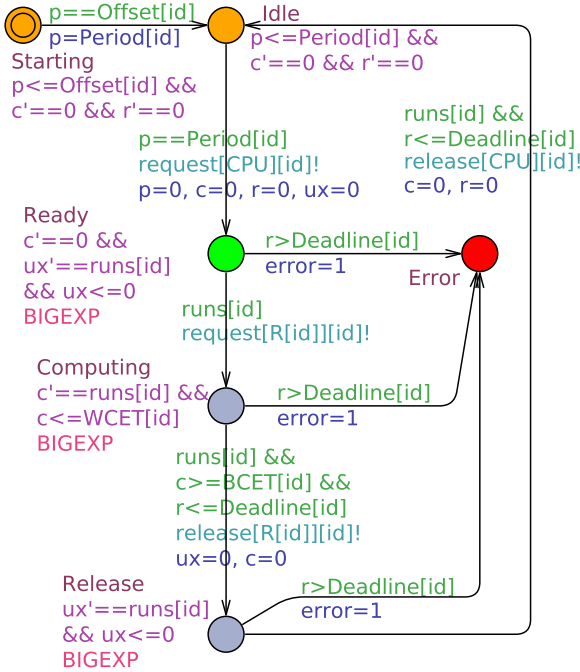 p==Offset[id]
p=Period[id]
Starting
p<=Offset[id] &&
c'==0 && r'==0
Idle
p<=Period[id] &&
c'==0 && r'==0
p==Period[id]
request[CPU][id]!
p=0, c=0, r=0, ux=0
runs[id] &&
r<=Deadline[id]
release[CPU][id]!
c=0, r=0
Ready
c'==0 &&
ux'==runs[id]
&& ux<=0
BIGEXP
r>Deadline[id]
error=1
Error
runs[id]
request[R[id]][id]!
Computing
c'==runs[id] &&
c<=WCET[id]
BIGEXP
r>Deadline[id]
error=1
runs[id] &&
c>=BCET[id] &&
r<=Deadline[id]
release[R[id]][id]!
ux=0, c=0
Release
ux'==runs[id]
&& ux<=0
BIGEXP
r>Deadline[id]
error=1